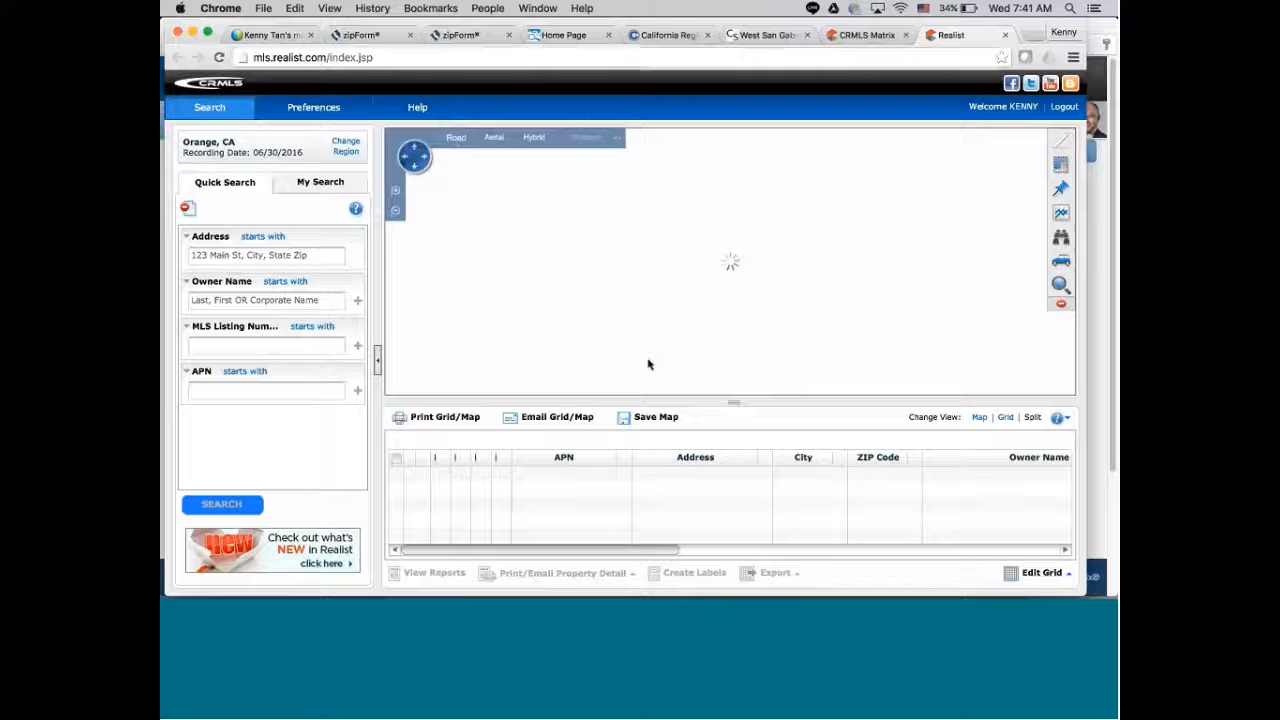 Chrome File Edit View History Bookmarks People Window Help 34% Wed 7:41 AM
Kenny Tan's m zipForm® zipForm® Home Page California Reg West San Gab CRMLS Matrix Realist Kenny
mls.realist.com/index.jsp
CRMLS
Search Preferences Help Welcome KENNY Logout
Orange, CA Change
Recording Date: 06/30/2016 Region
Quick Search My Search
Road Aerial Hybrid
Address starts with
123 Main St, City, State Zip
Owner Name starts with
Last, First OR Corporate Name
MLS Listing Num... starts with
APN starts with
SEARCH
new
Check out what's
NEW in Realist
click here
Print Grid/Map Email Grid/Map Save Map Change View: Map | Grid | Split
APN Address City ZIP Code Owner Name
View Reports Print/Email Property Detail Create Labels Export Edit Grid